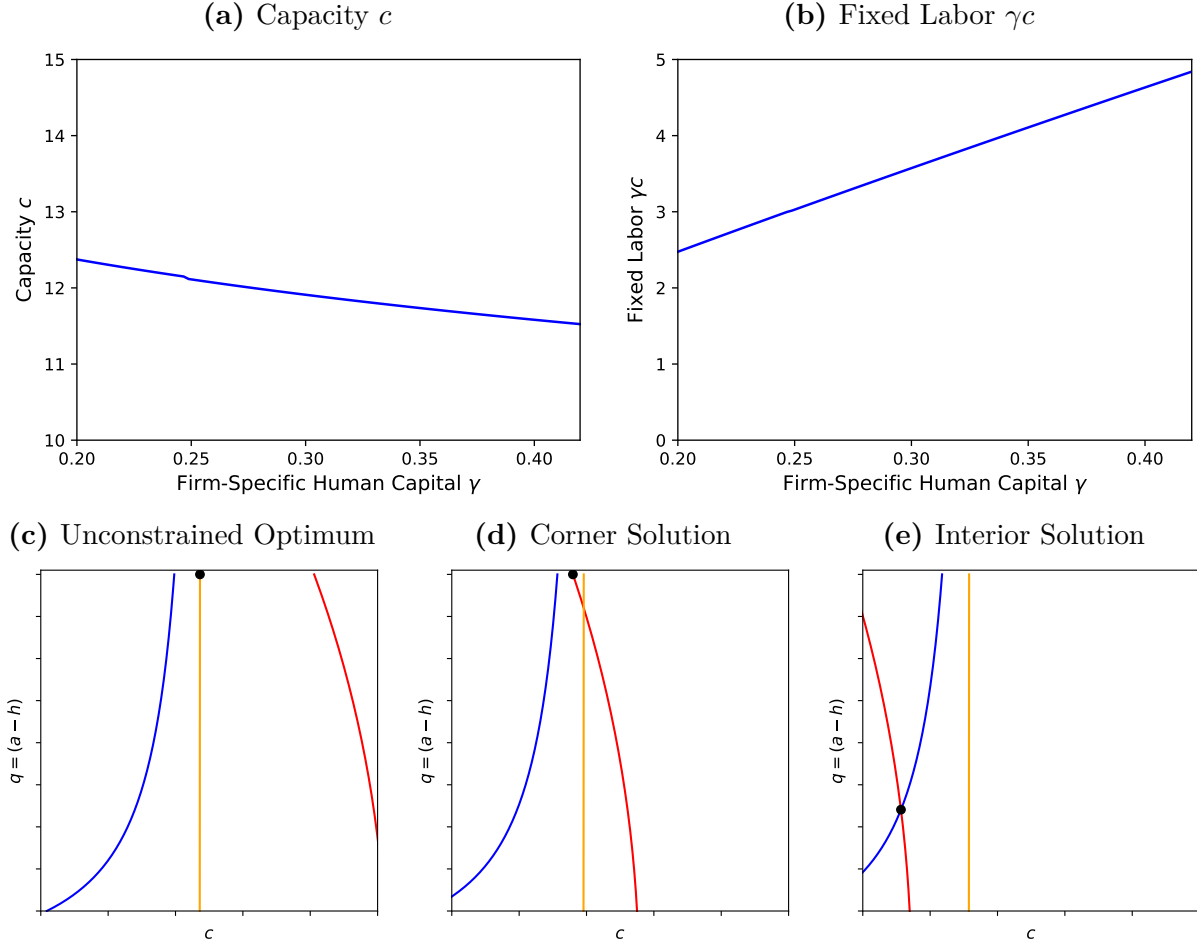 (a) Capacity c
(b) Fixed Labor γc
15
14
13
12
11
10
Capacity c
0.20
0.25
0.30
0.35
0.40
Firm-Specific Human Capital γ
5
4
3
2
1
0
Fixed Labor γc
0.20
0.25
0.30
0.35
0.40
Firm-Specific Human Capital γ
(c) Unconstrained Optimum
(d) Corner Solution
(e) Interior Solution
q = (a − h)
c
q = (a − h)
c
q = (a − h)
c